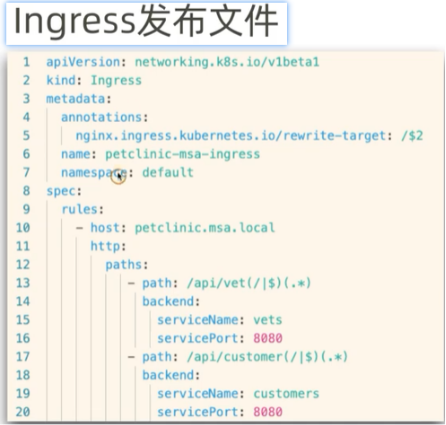 Ingress发布文件
1 apiVersion: networking.k8s.io/v1beta1
2 kind: Ingress
3 metadata:
4   annotations:
5     nginx.ingress.kubernetes.io/rewrite-target: /$2
6   name: petclinic-msa-ingress
7   namespace: default
8 spec:
9   rules:
10     - host: petclinic.msa.local
11       http:
12         paths:
13           - path: /api/vet(/|$)(.*)
14             backend:
15               serviceName: vets
16               servicePort: 8080
17           - path: /api/customer(/|$)(.*)
18             backend:
19               serviceName: customers
20               servicePort: 8080